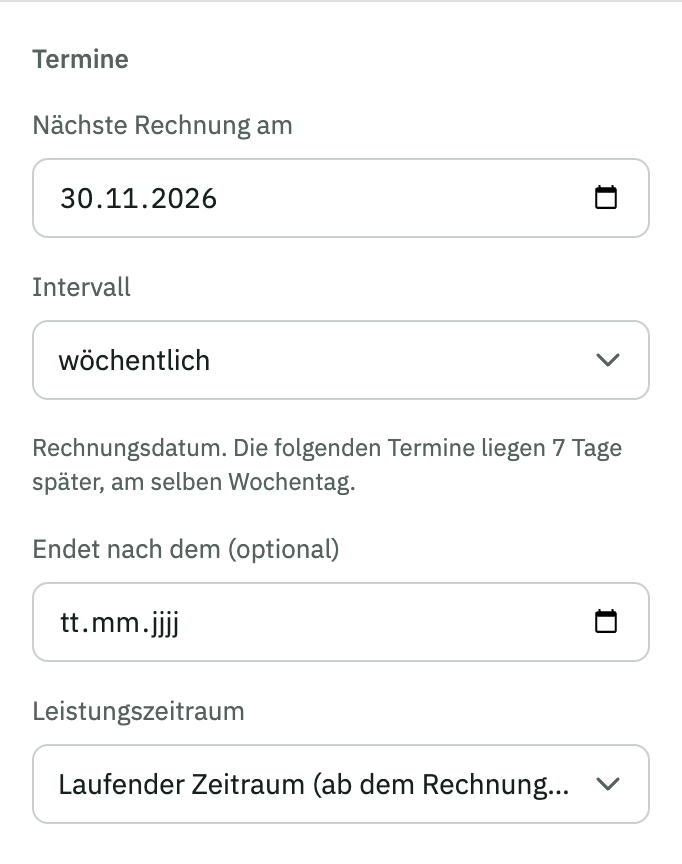 Termine
Nächste Rechnung am
30.11.2026
Intervall
wöchentlich
Rechnungsdatum. Die folgenden Termine liegen 7 Tage
später, am selben Wochentag.
Endet nach dem (optional)
tt.mm.jjjj
Leistungszeitraum
Laufender Zeitraum (ab dem Rechnung...